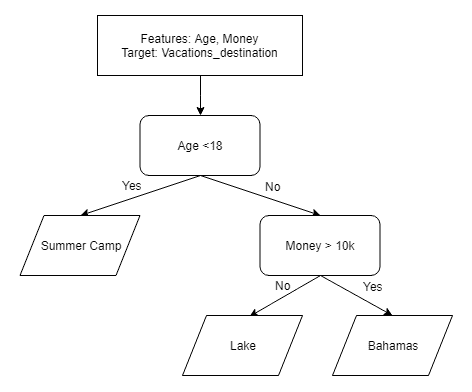 Features: Age, Money
Target: Vacations_destination
Age <18
Yes
No
Summer Camp
Money > 10k
No
Yes
Lake
Bahamas